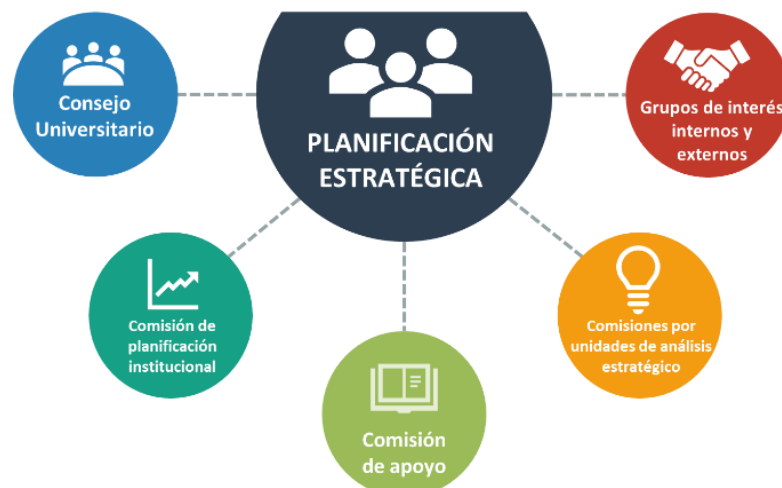 Consejo
Universitario
PLANIFICACIÓN
ESTRATÉGICA
Grupos de interés
internos y
externos
Comisión de
planificación
institucional
Comisión
de apoyo
Comisiones por
unidades de análisis
estratégico